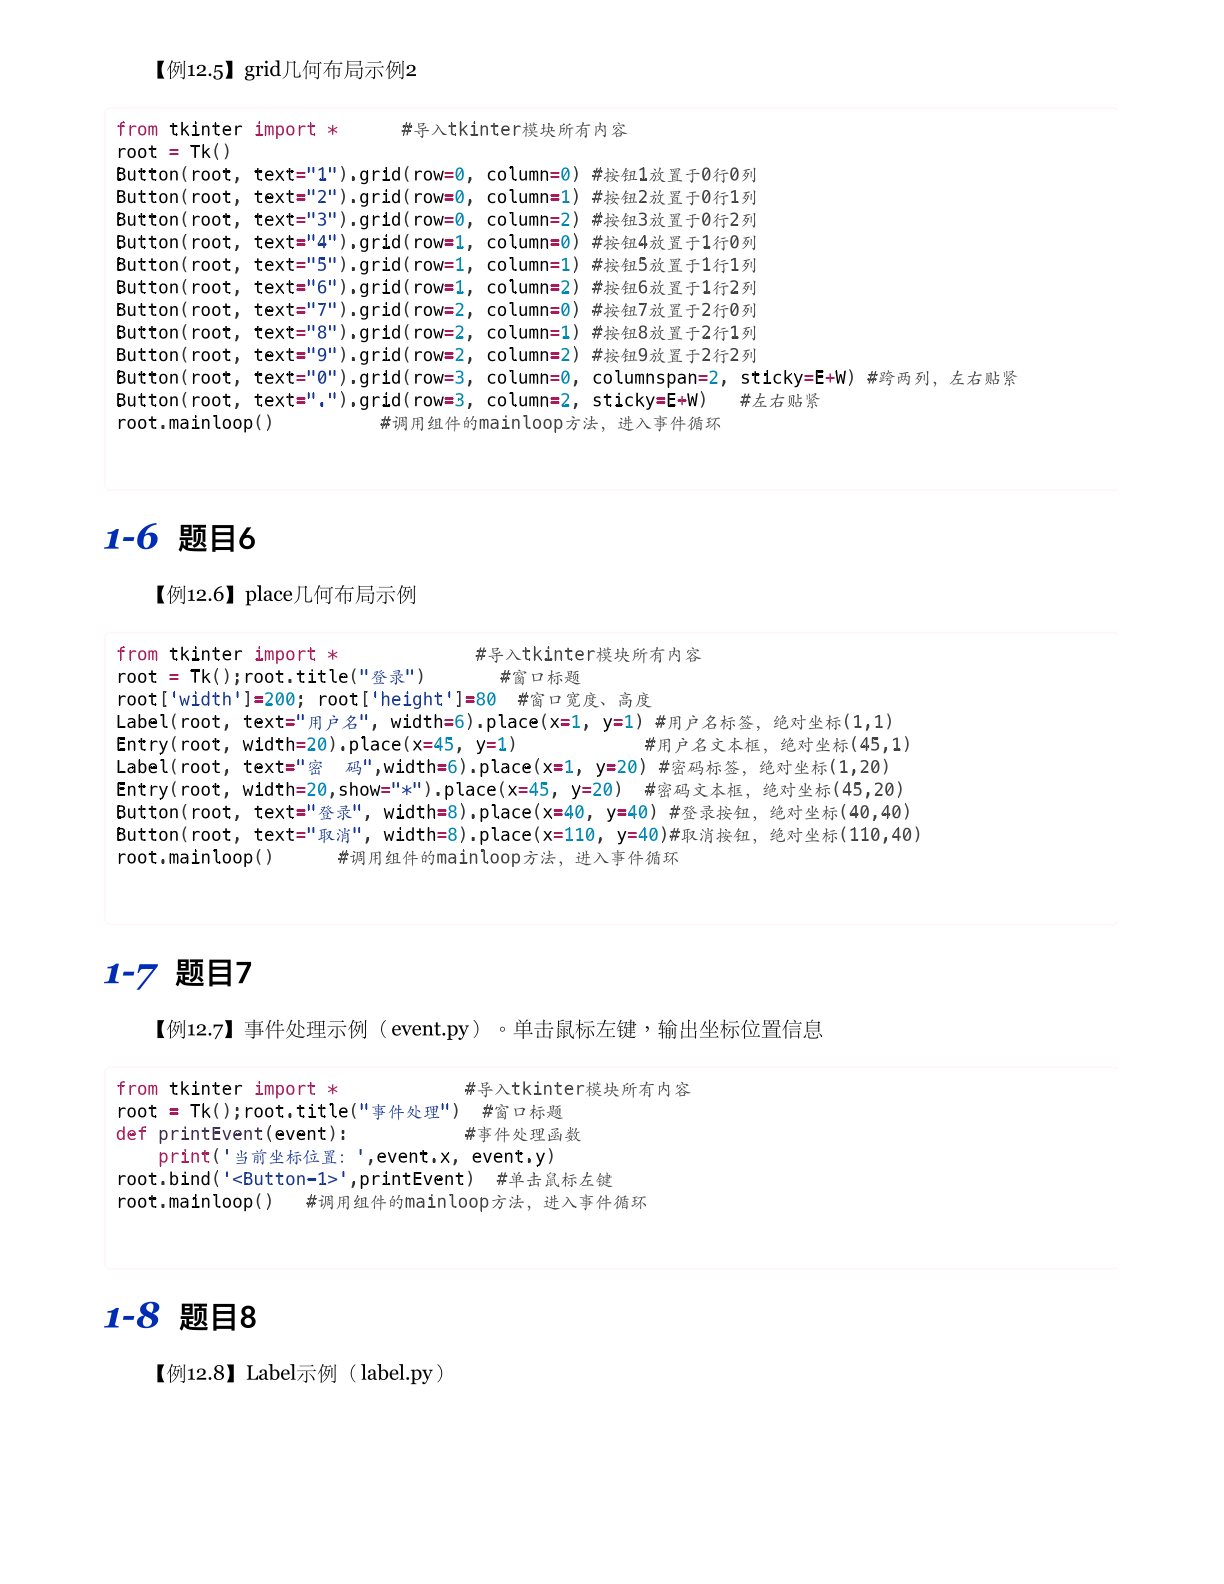 【例12.5】grid几何布局示例2
from tkinter import *      #导入tkinter模块所有内容
root = Tk()
Button(root, text="1").grid(row=0, column=0) #按钮1放置于0行0列
Button(root, text="2").grid(row=0, column=1) #按钮2放置于0行1列
Button(root, text="3").grid(row=0, column=2) #按钮3放置于0行2列
Button(root, text="4").grid(row=1, column=0) #按钮4放置于1行0列
Button(root, text="5").grid(row=1, column=1) #按钮5放置于1行1列
Button(root, text="6").grid(row=1, column=2) #按钮6放置于1行2列
Button(root, text="7").grid(row=2, column=0) #按钮7放置于2行0列
Button(root, text="8").grid(row=2, column=1) #按钮8放置于2行1列
Button(root, text="9").grid(row=2, column=2) #按钮9放置于2行2列
Button(root, text="0").grid(row=3, column=0, columnspan=2, sticky=E+W) #跨两列，左右贴紧
Button(root, text=".").grid(row=3, column=2, sticky=E+W)   #左右贴紧
root.mainloop()          #调用组件的mainloop方法，进入事件循环
1-6 题目6
【例12.6】place几何布局示例
from tkinter import *             #导入tkinter模块所有内容
root = Tk();root.title("登录")       #窗口标题
root['width']=200; root['height']=80  #窗口宽度、高度
Label(root, text="用户名", width=6).place(x=1, y=1) #用户名标签，绝对坐标(1,1)
Entry(root, width=20).place(x=45, y=1)            #用户名文本框，绝对坐标(45,1)
Label(root, text="密  码",width=6).place(x=1, y=20) #密码标签，绝对坐标(1,20)
Entry(root, width=20,show="*").place(x=45, y=20)  #密码文本框，绝对坐标(45,20)
Button(root, text="登录", width=8).place(x=40, y=40) #登录按钮，绝对坐标(40,40)
Button(root, text="取消", width=8).place(x=110, y=40)#取消按钮，绝对坐标(110,40)
root.mainloop()      #调用组件的mainloop方法，进入事件循环
1-7 题目7
【例12.7】事件处理示例（event.py）。单击鼠标左键，输出坐标位置信息
from tkinter import *            #导入tkinter模块所有内容
root = Tk();root.title("事件处理")  #窗口标题
def printEvent(event):           #事件处理函数
    print('当前坐标位置：',event.x, event.y)
root.bind('<Button-1>',printEvent)  #单击鼠标左键
root.mainloop()   #调用组件的mainloop方法，进入事件循环
1-8 题目8
【例12.8】Label示例（label.py）